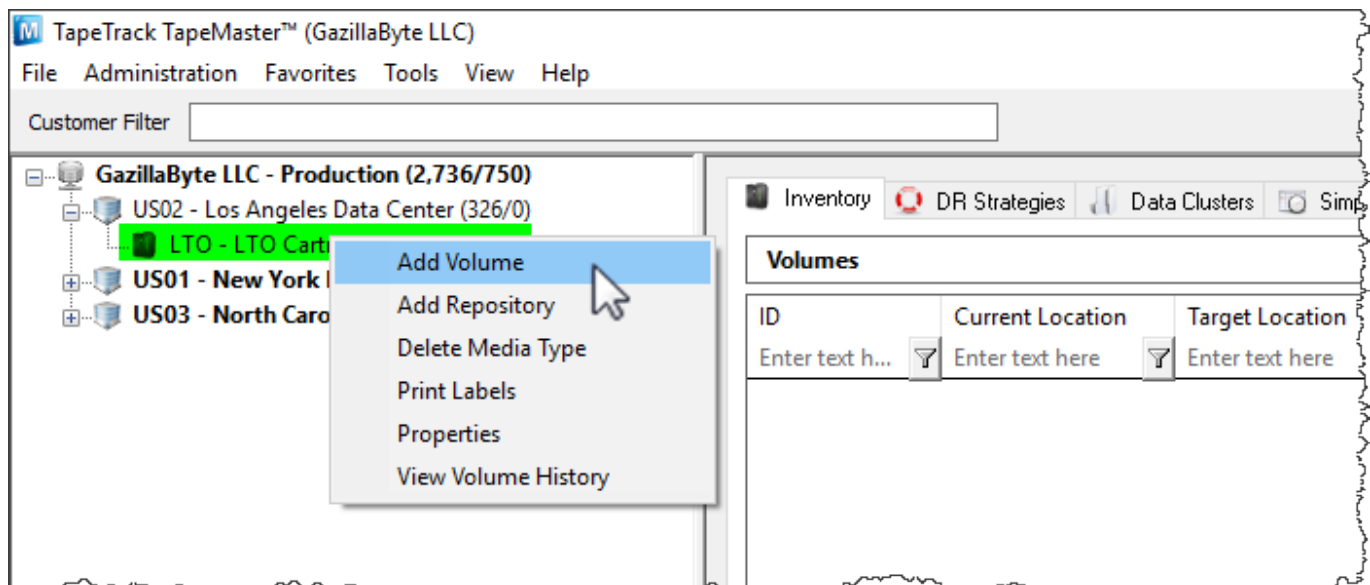 TapeTrack TapeMaster™ (GazillaByte LLC)
File Administration Favorites Tools View Help
Customer Filter
GazillaByte LLC - Production (2,736/750)
US02 - Los Angeles Data Center (326/0)
LTO - LTO
US01 - New York
US03 - North
Add Volume
Add Repository
Delete Media Type
Print Labels
Properties
View Volume History
Inventory DR Strategies Data Clusters
Volumes
ID Current Location Target Location
Enter text h... Enter text here Enter text here